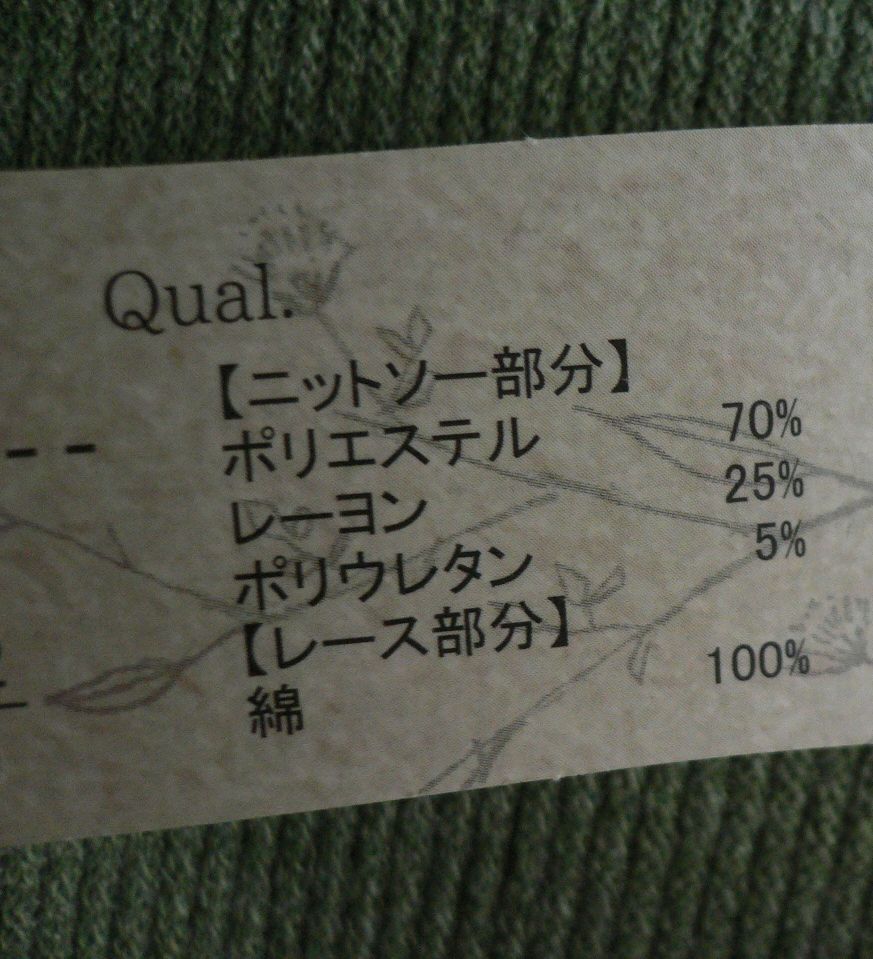 Qual.
【ニットソー部分】
ポリエステル 70%
レーヨン 25%
ポリウレタン 5%
【レース部分】
綿 100%